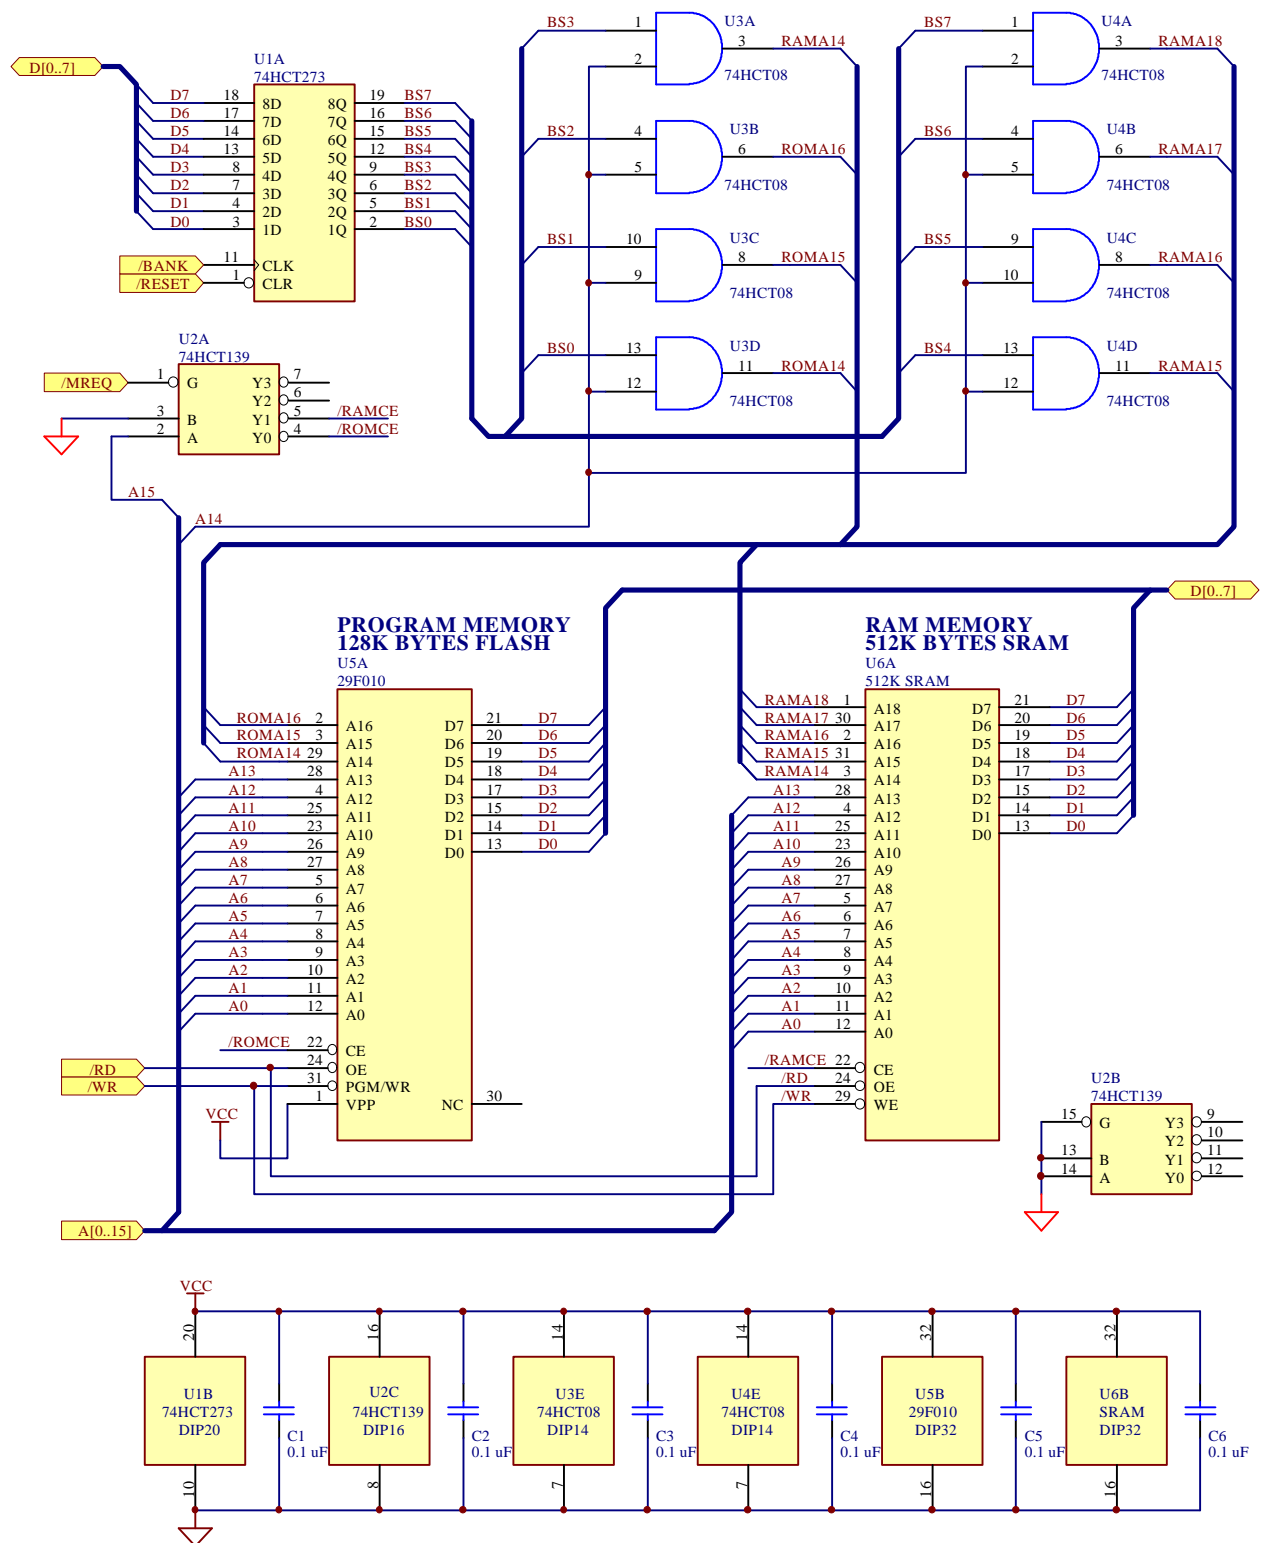 D[0..7]
U1A
74HCT273
D7 18 8D 8Q 19 BS7
D6 17 7D 7Q 16 BS6
D5 14 6D 6Q 15 BS5
D4 13 5D 5Q 12 BS4
D3 8 4D 4Q 9 BS3
D2 7 3D 3Q 6 BS2
D1 4 2D 2Q 5 BS1
D0 3 1D 1Q 2 BS0
/BANK 11 CLK
/RESET 1 CLR
U2A
74HCT139
/MREQ 1 G Y3 7
Y2 6
3 B Y1 5 /RAMCE
2 A Y0 4 /ROMCE
A15
A14
BS3 1 U3A
3 RAMA14
2
74HCT08
BS2 4 U3B
6 ROMA16
5
74HCT08
BS1 10 U3C
8 ROMA15
9
74HCT08
BS0 13 U3D
11 ROMA14
12
74HCT08
BS7 1 U4A
3 RAMA18
2
74HCT08
BS6 4 U4B
6 RAMA17
5
74HCT08
BS5 9 U4C
8 RAMA16
10
74HCT08
BS4 13 U4D
11 RAMA15
12
74HCT08
D[0..7]
PROGRAM MEMORY
128K BYTES FLASH
U5A
29F010
ROMA16 2 A16 D7 21 D7
ROMA15 3 A15 D6 20 D6
ROMA14 29 A14 D5 19 D5
A13 28 A13 D4 18 D4
A12 4 A12 D3 17 D3
A11 25 A11 D2 15 D2
A10 23 A10 D1 14 D1
A9 26 A9 D0 13 D0
A8 27 A8
A7 5 A7
A6 6 A6
A5 7 A5
A4 8 A4
A3 9 A3
A2 10 A2
A1 11 A1
A0 12 A0
/ROMCE 22 CE
/RD 24 OE
/WR 31 PGM/WR
1 VPP NC 30
VCC
RAM MEMORY
512K BYTES SRAM
U6A
512K SRAM
RAMA18 1 A18 D7 21 D7
RAMA17 30 A17 D6 20 D6
RAMA16 2 A16 D5 19 D5
RAMA15 31 A15 D4 18 D4
RAMA14 3 A14 D3 17 D3
A13 28 A13 D2 15 D2
A12 4 A12 D1 14 D1
A11 25 A11 D0 13 D0
A10 23 A10
A9 26 A9
A8 27 A8
A7 5 A7
A6 6 A6
A5 7 A5
A4 8 A4
A3 9 A3
A2 10 A2
A1 11 A1
A0 12 A0
/RAMCE 22 CE
/RD 24 OE
/WR 29 WE
U2B
74HCT139
15 G Y3 9
Y2 10
13 B Y1 11
14 A Y0 12
A[0..15]
VCC
20 16 14 14 32 32
U1B
74HCT273
DIP20
U2C
74HCT139
DIP16
U3E
74HCT08
DIP14
U4E
74HCT08
DIP14
U5B
29F010
DIP32
U6B
SRAM
DIP32
C1
0.1 uF
C2
0.1 uF
C3
0.1 uF
C4
0.1 uF
C5
0.1 uF
C6
0.1 uF
10 8 7 7 16 16